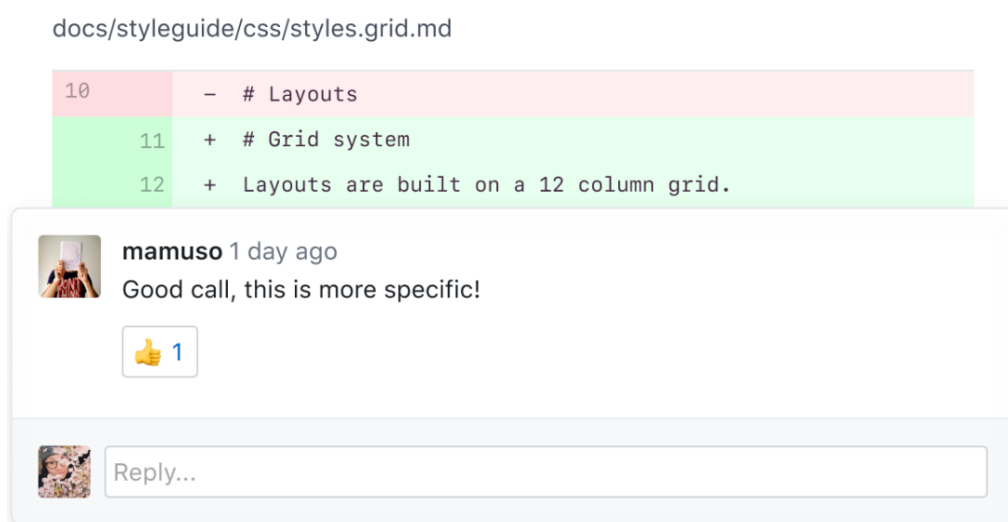 docs/styleguide/css/styles.grid.md
10 - # Layouts
11 + # Grid system
12 + Layouts are built on a 12 column grid.
mamuso 1 day ago
Good call, this is more specific!
👍 1
Reply...